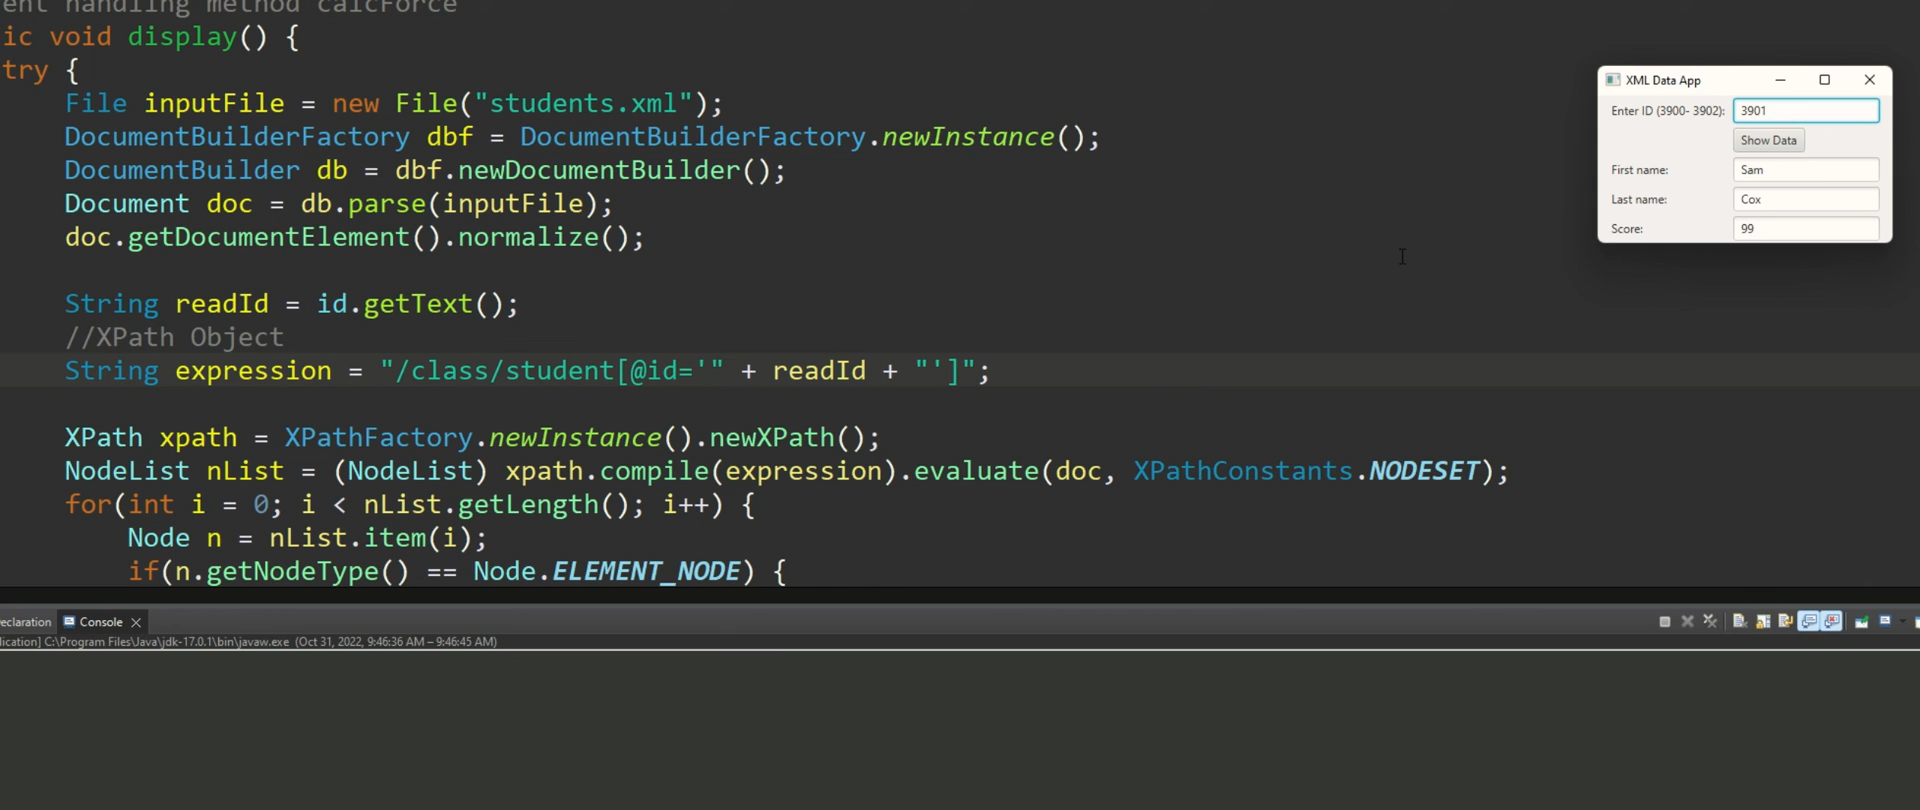 ent handling method calcForce
ic void display() {
try {
File inputFile = new File("students.xml");
DocumentBuilderFactory dbf = DocumentBuilderFactory.newInstance();
DocumentBuilder db = dbf.newDocumentBuilder();
Document doc = db.parse(inputFile);
doc.getDocumentElement().normalize();
String readId = id.getText();
//XPath Object
String expression = "/class/student[@id='" + readId + "']";
XPath xpath = XPathFactory.newInstance().newXPath();
NodeList nList = (NodeList) xpath.compile(expression).evaluate(doc, XPathConstants.NODESET);
for(int i = 0; i < nList.getLength(); i++) {
Node n = nList.item(i);
if(n.getNodeType() == Node.ELEMENT_NODE) {
XML Data App
Enter ID (3900- 3902): 3901
Show Data
First name: Sam
Last name: Cox
Score: 99
eclaration Console
lication] C:\Program Files\Java\jdk-17.0.1\bin\javaw.exe (Oct 31, 2022, 9:46:36 AM – 9:46:45 AM)